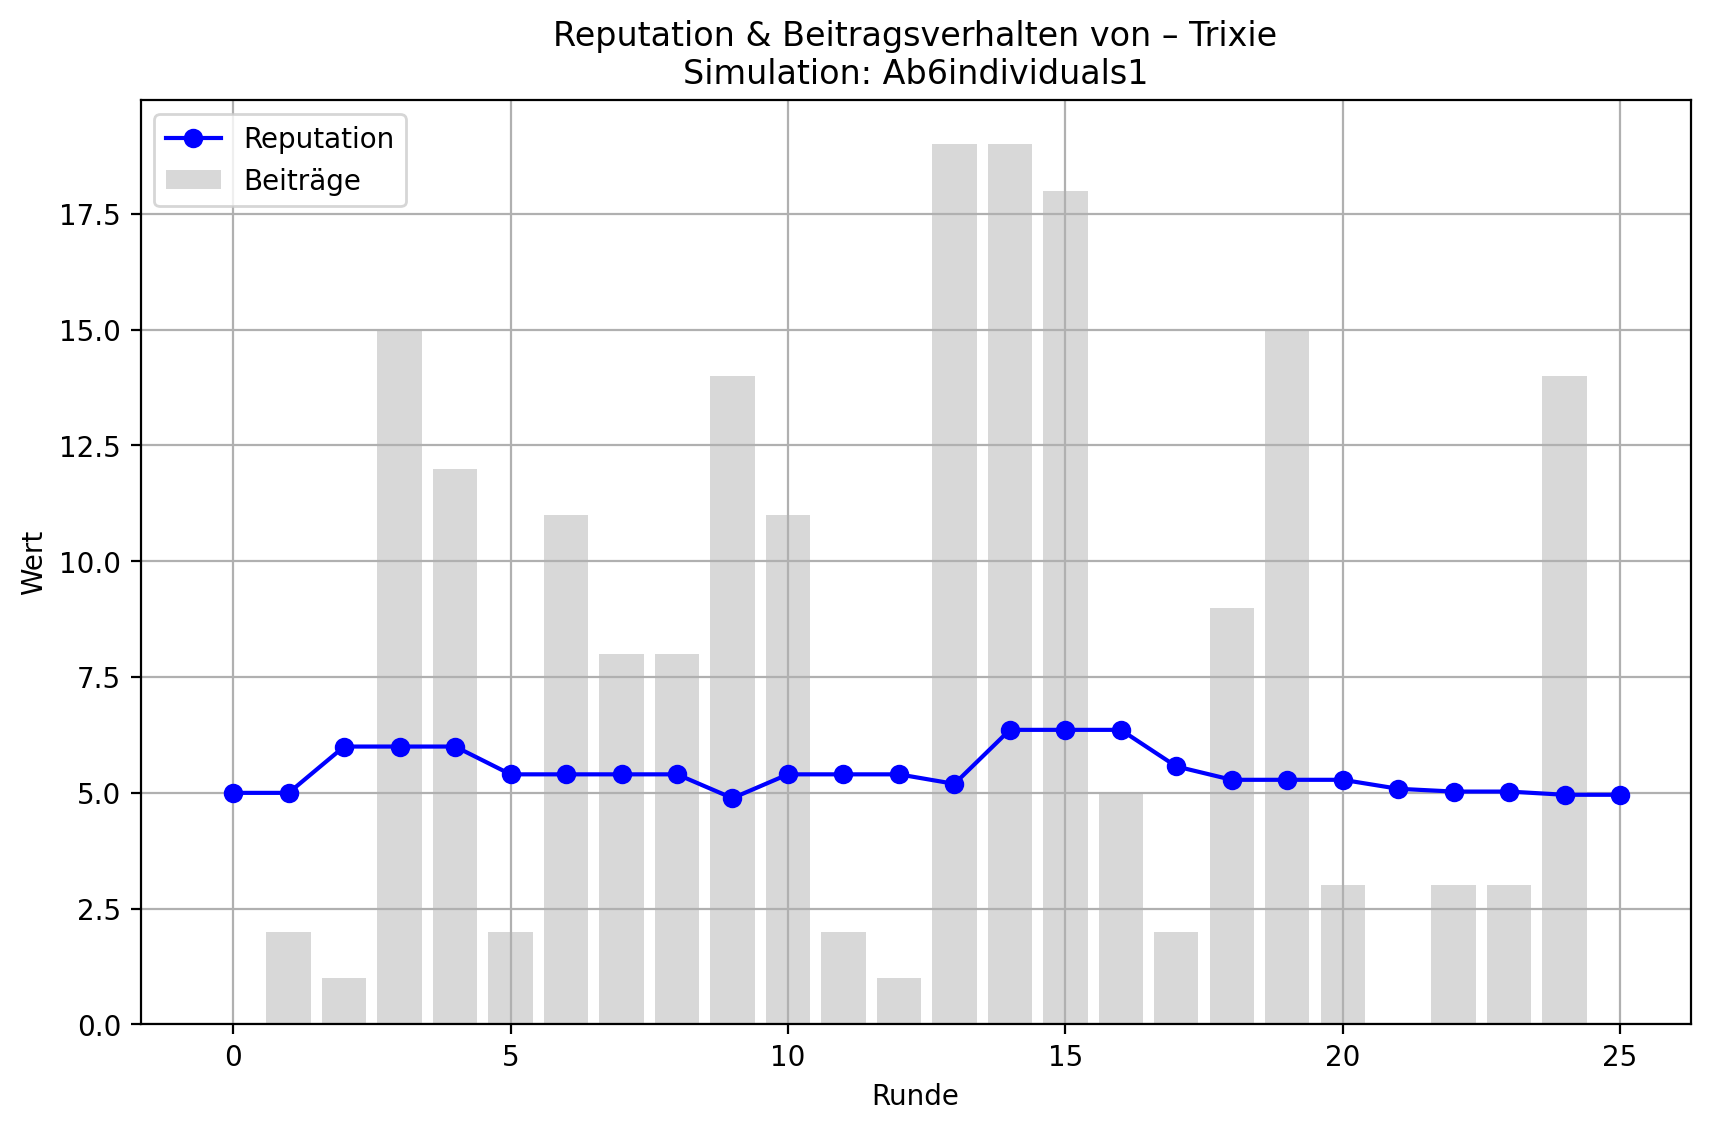 Reputation & Beitragsverhalten von – Trixie
Simulation: Ab6individuals1
Reputation
Beiträge
17.5
15.0
12.5
10.0
7.5
5.0
2.5
0.0
Wert
0 5 10 15 20 25
Runde